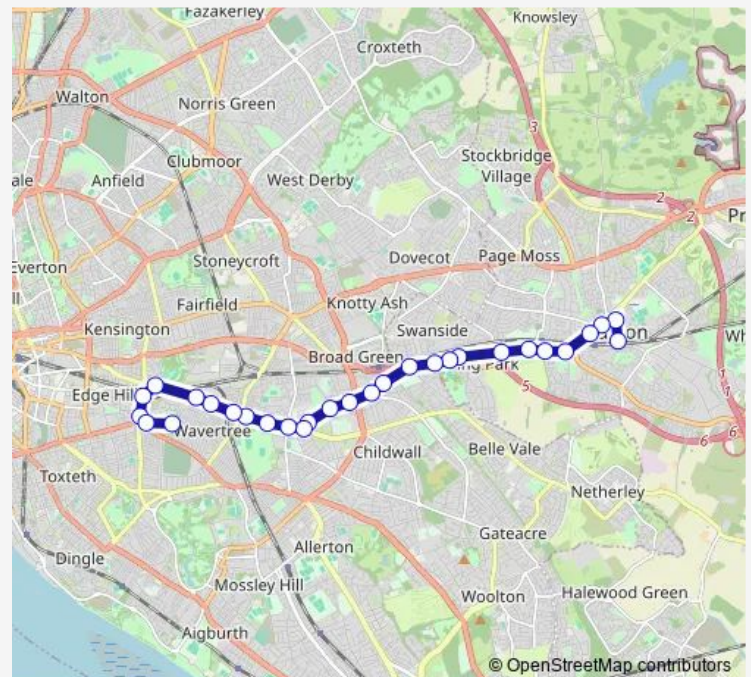 Fazakerley
Knowsley
Croxteth
Walton
Norris Green
Clubmoor
Stockbridge
Village
Anfield
West Derby
3
2
2
Pr
Everton
Stoneycroft
Dovecot
Page Moss
Fairfield
Knotty Ash
Kensington
Swanside
Broad Green
5
1
Edge Hill
Wavertree
6
6
Childwall
Belle Vale
Toxteth
Netherley
Gateacre
Allerton
Dingle
Mossley Hill
Woolton
Halewood Green
Aigburth
© OpenStreetMap contributors